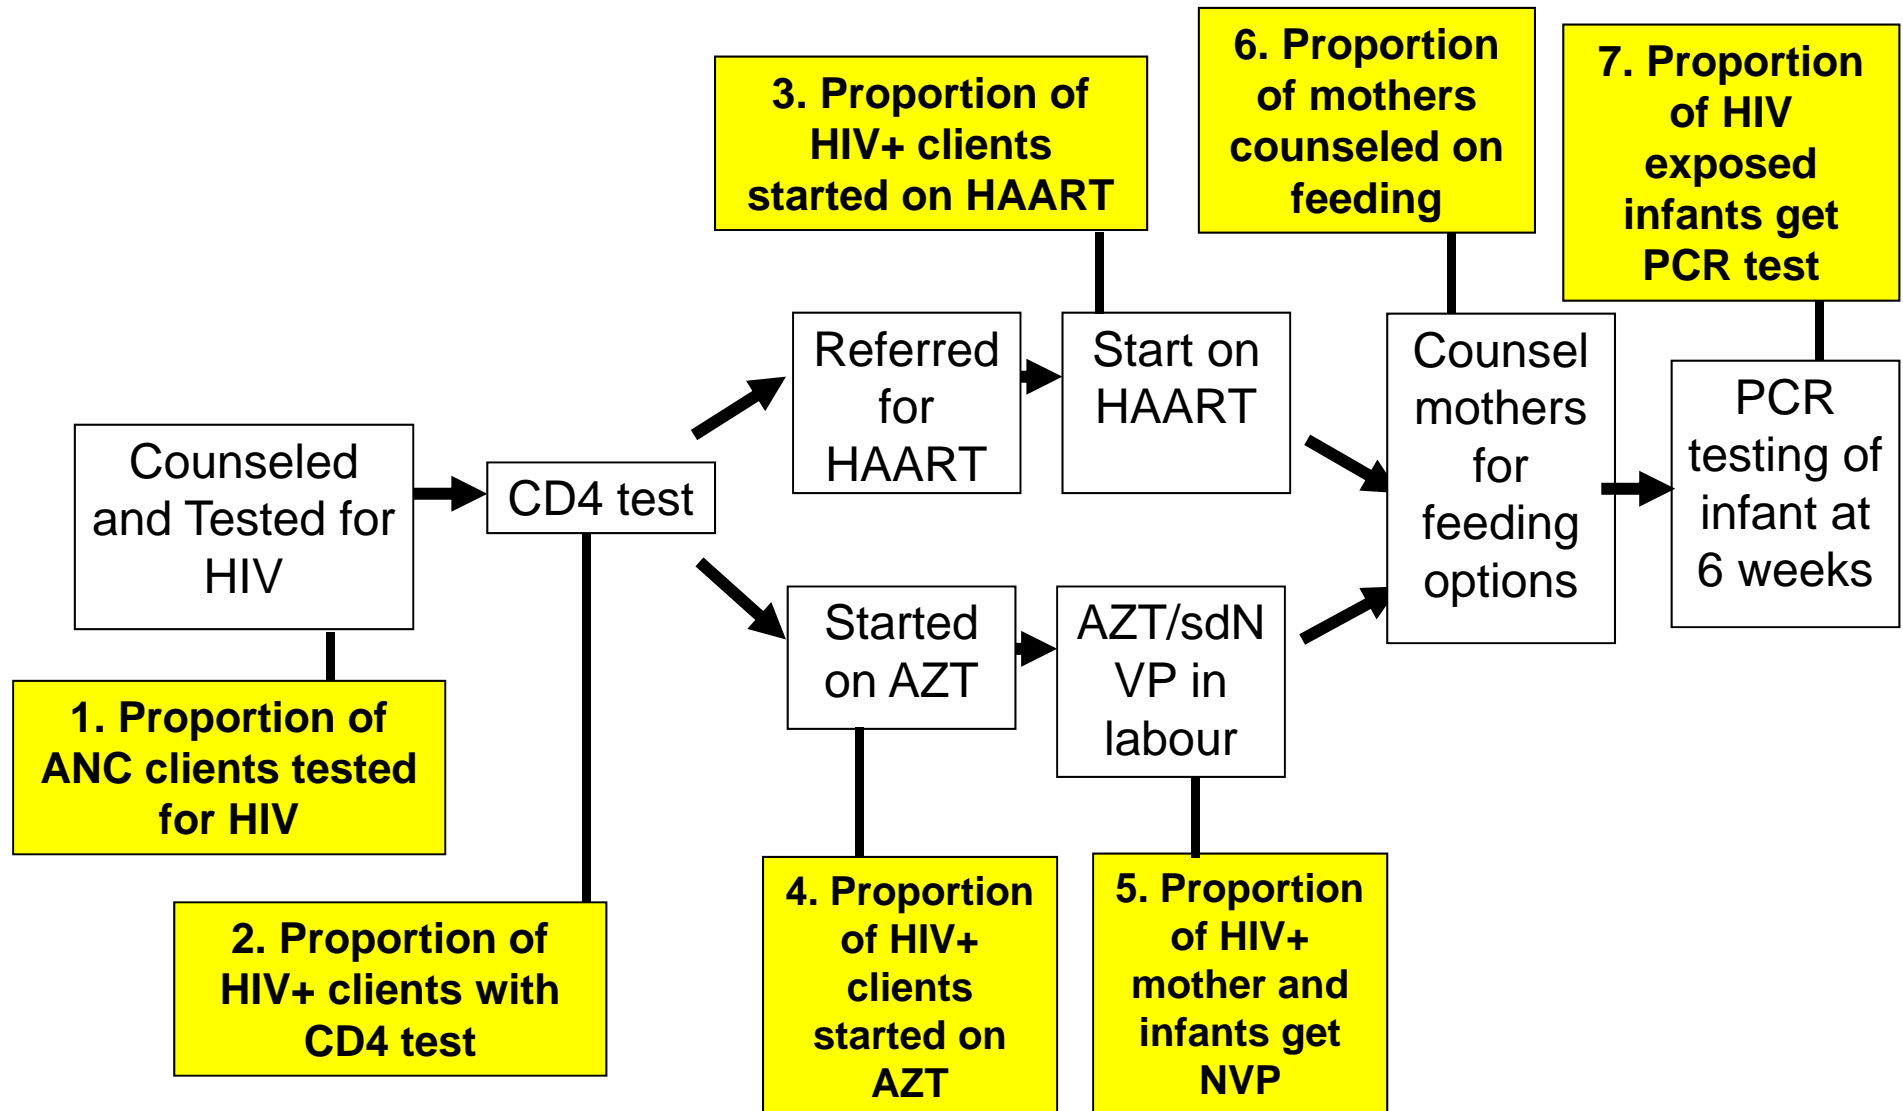 3. Proportion of
HIV+ clients
started on HAART
6. Proportion
of mothers
counseled on
feeding
7. Proportion
of HIV
exposed
infants get
PCR test
Counseled
and Tested for
HIV
CD4 test
Referred
for
HAART
Start on
HAART
Counsel
mothers
for
feeding
options
PCR
testing of
infant at
6 weeks
Started
on AZT
AZT/sdN
VP in
labour
1. Proportion of
ANC clients tested
for HIV
2. Proportion of
HIV+ clients with
CD4 test
4. Proportion
of HIV+
clients
started on
AZT
5. Proportion
of HIV+
mother and
infants get
NVP